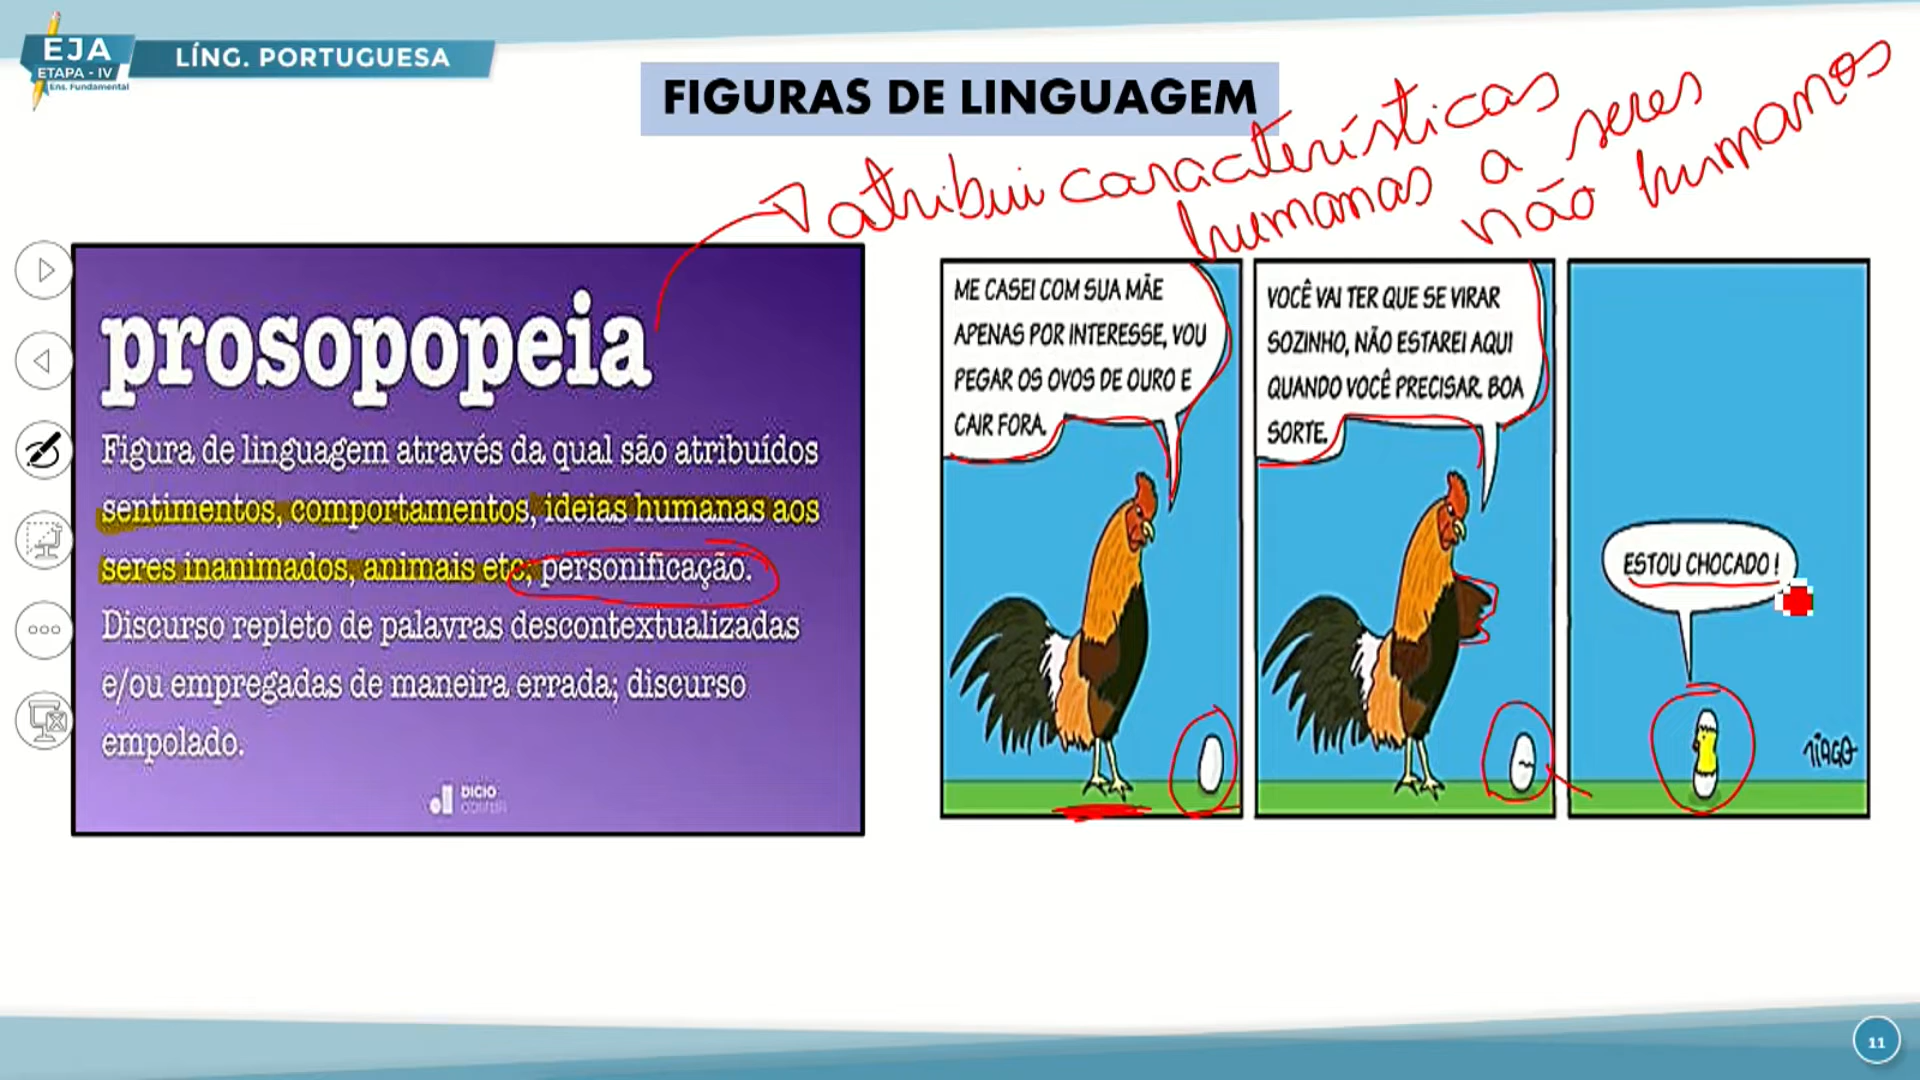 EJA
ETAPA - IV
Ens. Fundamental
LÍNG. PORTUGUESA
FIGURAS DE LINGUAGEM
atribui características
humanas a seres
não humanos
prosopopeia
Figura de linguagem através da qual são atribuídos
sentimentos, comportamentos, ideias humanas aos
seres inanimados, animais etc; personificação.
Discurso repleto de palavras descontextualizadas
e/ou empregadas de maneira errada; discurso
empolado.
DICIO
ME CASEI COM SUA MÃE
APENAS POR INTERESSE, VOU
PEGAR OS OVOS DE OURO E
CAIR FORA.
VOCÊ VAI TER QUE SE VIRAR
SOZINHO, NÃO ESTAREI AQUI
QUANDO VOCÊ PRECISAR. BOA
SORTE.
ESTOU CHOCADO !
TIAGO
11